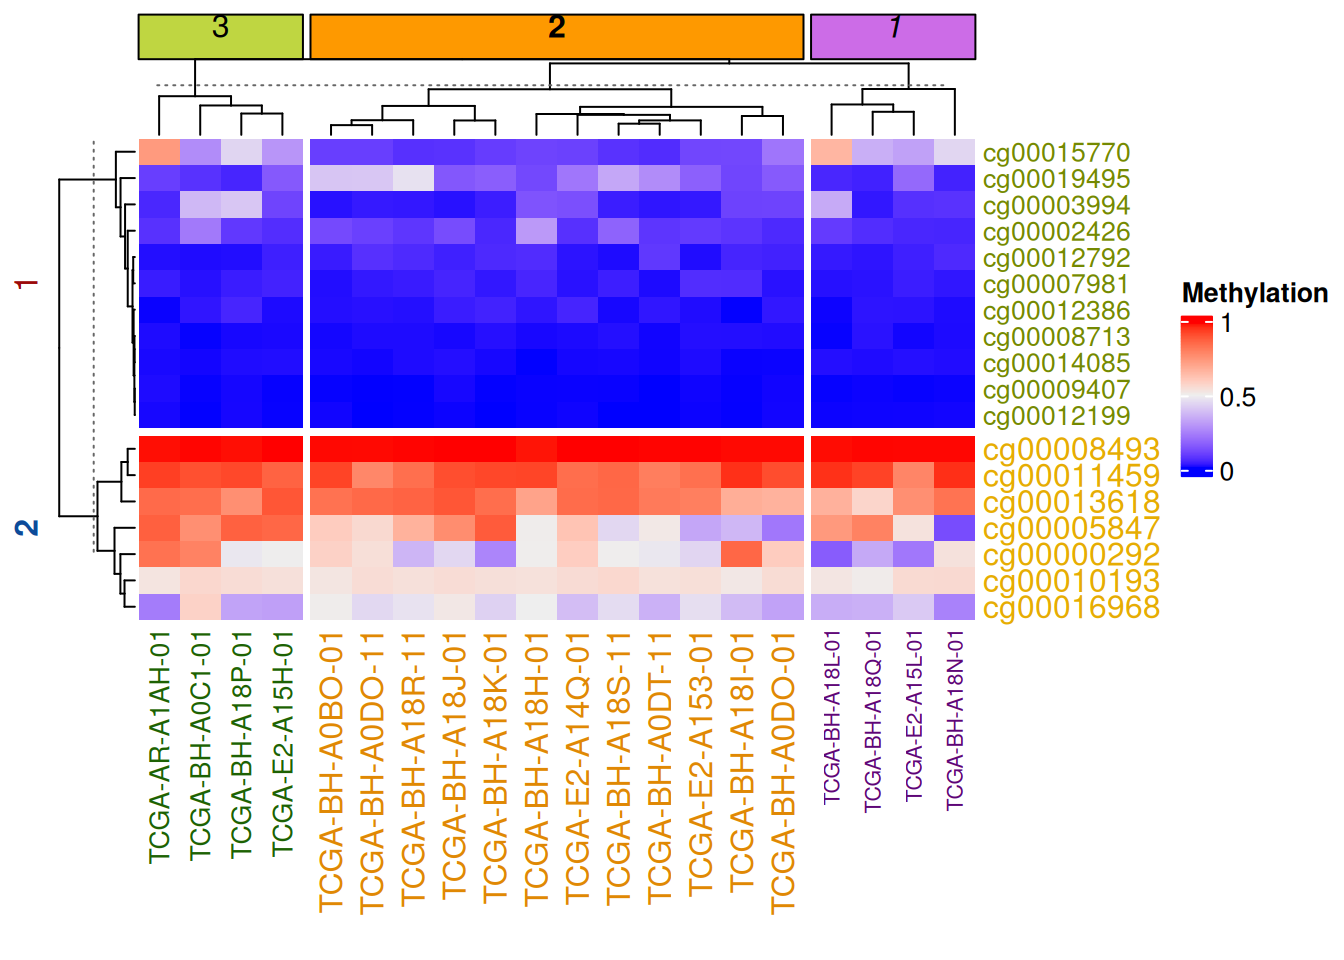 3
2
1
cg00015770
cg00019495
cg00003994
cg00002426
cg00012792
cg00007981
cg00012386
cg00008713
cg00014085
cg00009407
cg00012199
1
cg00008493
cg00011459
cg00013618
cg00005847
cg00000292
cg00010193
cg00016968
2
Methylation
1
0.5
0
TCGA-AR-A1AH-01
TCGA-BH-A0C1-01
TCGA-BH-A18P-01
TCGA-E2-A15H-01
TCGA-BH-A0BO-01
TCGA-BH-A0DO-11
TCGA-BH-A18R-11
TCGA-BH-A18J-01
TCGA-BH-A18K-01
TCGA-BH-A18H-01
TCGA-E2-A14Q-01
TCGA-BH-A18S-11
TCGA-BH-A0DT-11
TCGA-E2-A153-01
TCGA-BH-A18I-01
TCGA-BH-A0DO-01
TCGA-BH-A18L-01
TCGA-BH-A18Q-01
TCGA-E2-A15L-01
TCGA-BH-A18N-01